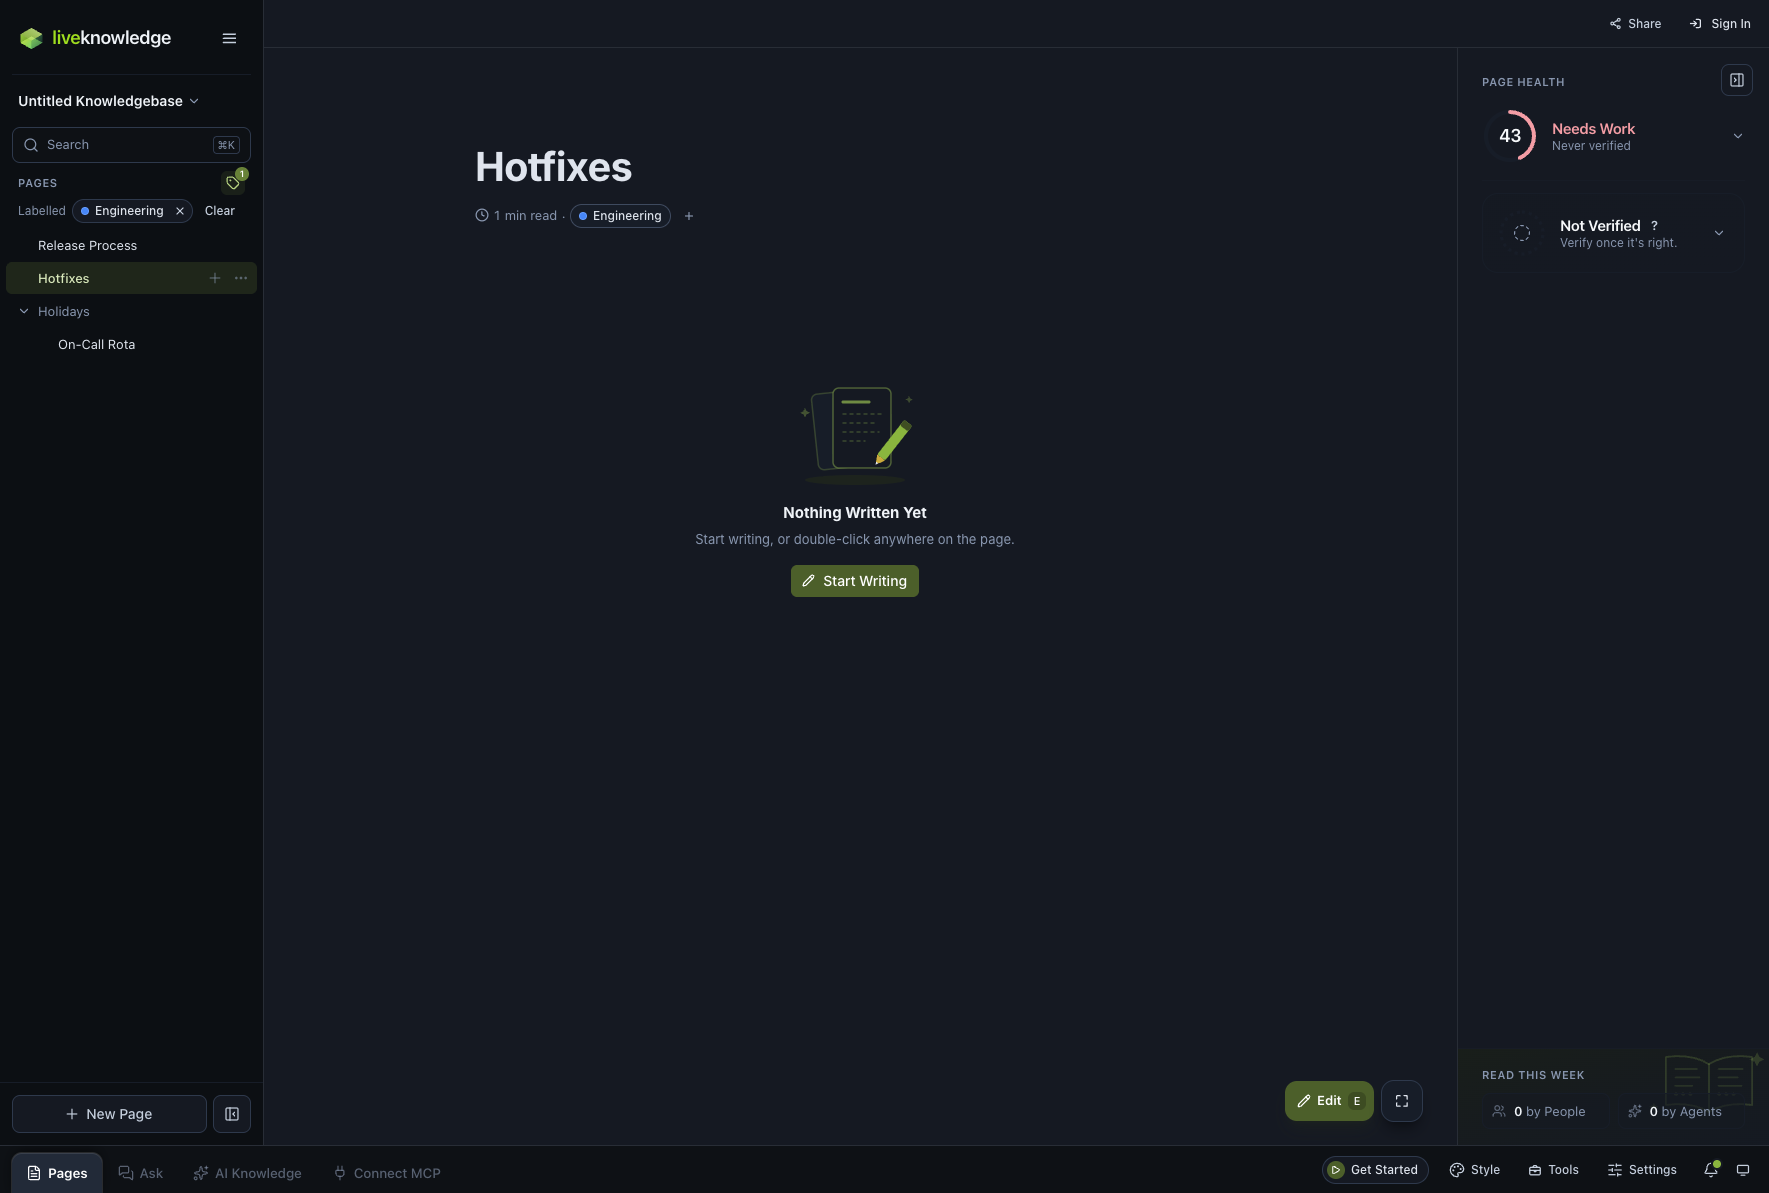 liveknowledge
Share
Sign In
Untitled Knowledgebase
Search ⌘K
PAGES 1
Labelled Engineering Clear
Release Process
Hotfixes
Holidays
On-Call Rota
Hotfixes
1 min read · Engineering +
Nothing Written Yet
Start writing, or double-click anywhere on the page.
Start Writing
PAGE HEALTH
43
Needs Work
Never verified
Not Verified ?
Verify once it's right.
READ THIS WEEK
0 by People
0 by Agents
Edit E
New Page
Pages
Ask
AI Knowledge
Connect MCP
Get Started
Style
Tools
Settings